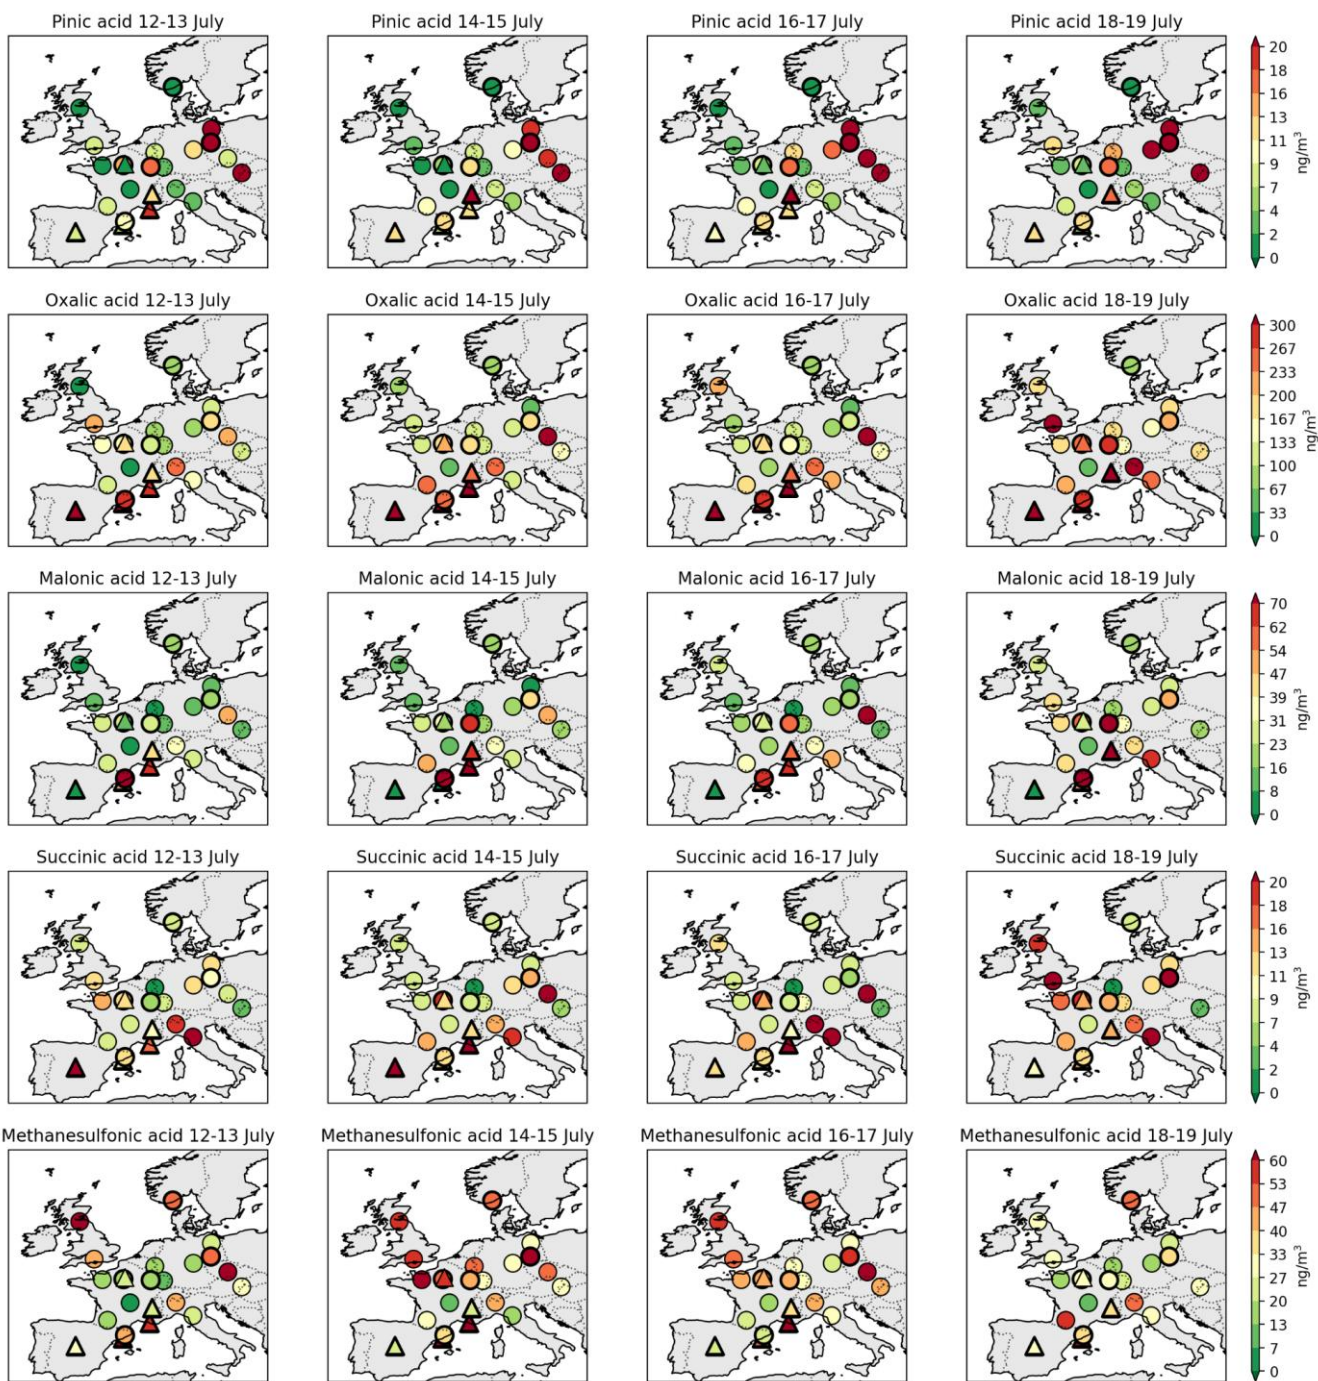 Pinic acid 12-13 July
Pinic acid 14-15 July
Pinic acid 16-17 July
Pinic acid 18-19 July
20
18
16
13
11
9
7
4
2
0
ng/m³
Oxalic acid 12-13 July
Oxalic acid 14-15 July
Oxalic acid 16-17 July
Oxalic acid 18-19 July
300
267
233
200
167
133
100
67
33
0
ng/m³
Malonic acid 12-13 July
Malonic acid 14-15 July
Malonic acid 16-17 July
Malonic acid 18-19 July
70
62
54
47
39
31
23
16
8
0
ng/m³
Succinic acid 12-13 July
Succinic acid 14-15 July
Succinic acid 16-17 July
Succinic acid 18-19 July
20
18
16
13
11
9
7
4
2
0
ng/m³
Methanesulfonic acid 12-13 July
Methanesulfonic acid 14-15 July
Methanesulfonic acid 16-17 July
Methanesulfonic acid 18-19 July
60
53
47
40
33
27
20
13
7
0
ng/m³